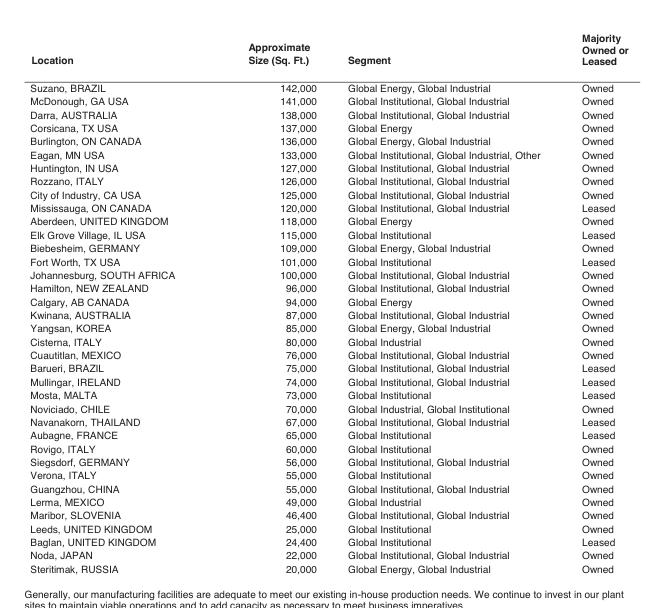 Location Approximate Size (Sq. Ft.) Segment Majority Owned or Leased
Suzano, BRAZIL 142,000 Global Energy, Global Industrial Owned
McDonough, GA USA 141,000 Global Institutional, Global Industrial Owned
Darra, AUSTRALIA 138,000 Global Institutional, Global Industrial Owned
Corsicana, TX USA 137,000 Global Energy Owned
Burlington, ON CANADA 136,000 Global Energy, Global Industrial Owned
Eagan, MN USA 133,000 Global Institutional, Global Industrial, Other Owned
Huntington, IN USA 127,000 Global Institutional, Global Industrial Owned
Rozzano, ITALY 126,000 Global Institutional, Global Industrial Owned
City of Industry, CA USA 125,000 Global Institutional, Global Industrial Owned
Mississauga, ON CANADA 120,000 Global Institutional, Global Industrial Leased
Aberdeen, UNITED KINGDOM 118,000 Global Energy Owned
Elk Grove Village, IL USA 115,000 Global Institutional Leased
Biebesheim, GERMANY 109,000 Global Energy, Global Industrial Owned
Fort Worth, TX USA 101,000 Global Institutional Leased
Johannesburg, SOUTH AFRICA 100,000 Global Institutional, Global Industrial Owned
Hamilton, NEW ZEALAND 96,000 Global Institutional, Global Industrial Owned
Calgary, AB CANADA 94,000 Global Energy Owned
Kwinana, AUSTRALIA 87,000 Global Institutional, Global Industrial Owned
Yangsan, KOREA 85,000 Global Energy, Global Industrial Owned
Cisterna, ITALY 80,000 Global Industrial Owned
Cuautitlan, MEXICO 76,000 Global Institutional, Global Industrial Owned
Barueri, BRAZIL 75,000 Global Institutional, Global Industrial Leased
Mullingar, IRELAND 74,000 Global Institutional, Global Industrial Leased
Mosta, MALTA 73,000 Global Institutional Leased
Noviciado, CHILE 70,000 Global Industrial, Global Institutional Owned
Navanakorn, THAILAND 67,000 Global Institutional, Global Industrial Leased
Aubagne, FRANCE 65,000 Global Institutional Leased
Rovigo, ITALY 60,000 Global Institutional Owned
Siegsdorf, GERMANY 56,000 Global Institutional, Global Industrial Owned
Verona, ITALY 55,000 Global Institutional Owned
Guangzhou, CHINA 55,000 Global Institutional, Global Industrial Owned
Lerma, MEXICO 49,000 Global Industrial Owned
Maribor, SLOVENIA 46,400 Global Institutional, Global Industrial Owned
Leeds, UNITED KINGDOM 25,000 Global Institutional Owned
Baglan, UNITED KINGDOM 24,400 Global Institutional Leased
Noda, JAPAN 22,000 Global Institutional, Global Industrial Owned
Steritimak, RUSSIA 20,000 Global Energy, Global Industrial Owned
Generally, our manufacturing facilities are adequate to meet our existing in-house production needs. We continue to invest in our plant
sites to maintain viable operations and to add capacity as necessary to meet business imperatives.